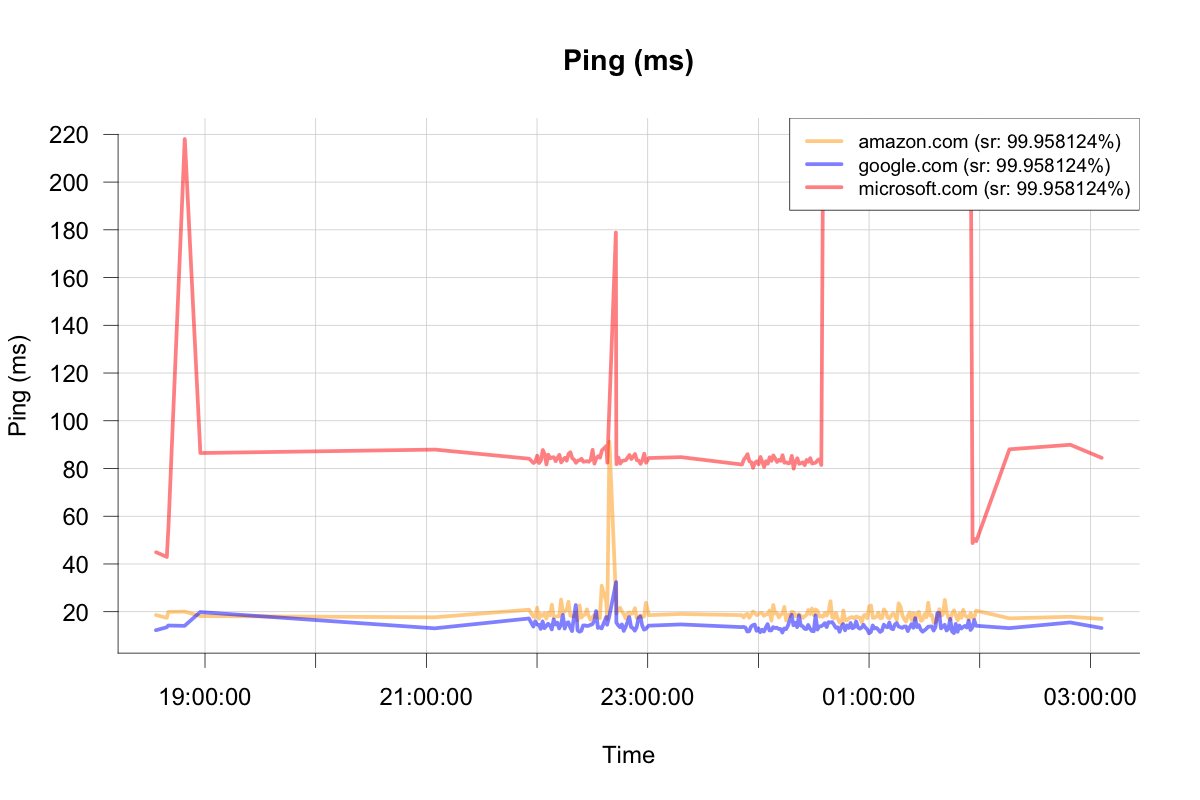 Ping (ms)
amazon.com (sr: 99.958124%)
google.com (sr: 99.958124%)
microsoft.com (sr: 99.958124%)
220
200
180
160
140
120
100
80
60
40
20
Ping (ms)
19:00:00
21:00:00
23:00:00
01:00:00
03:00:00
Time